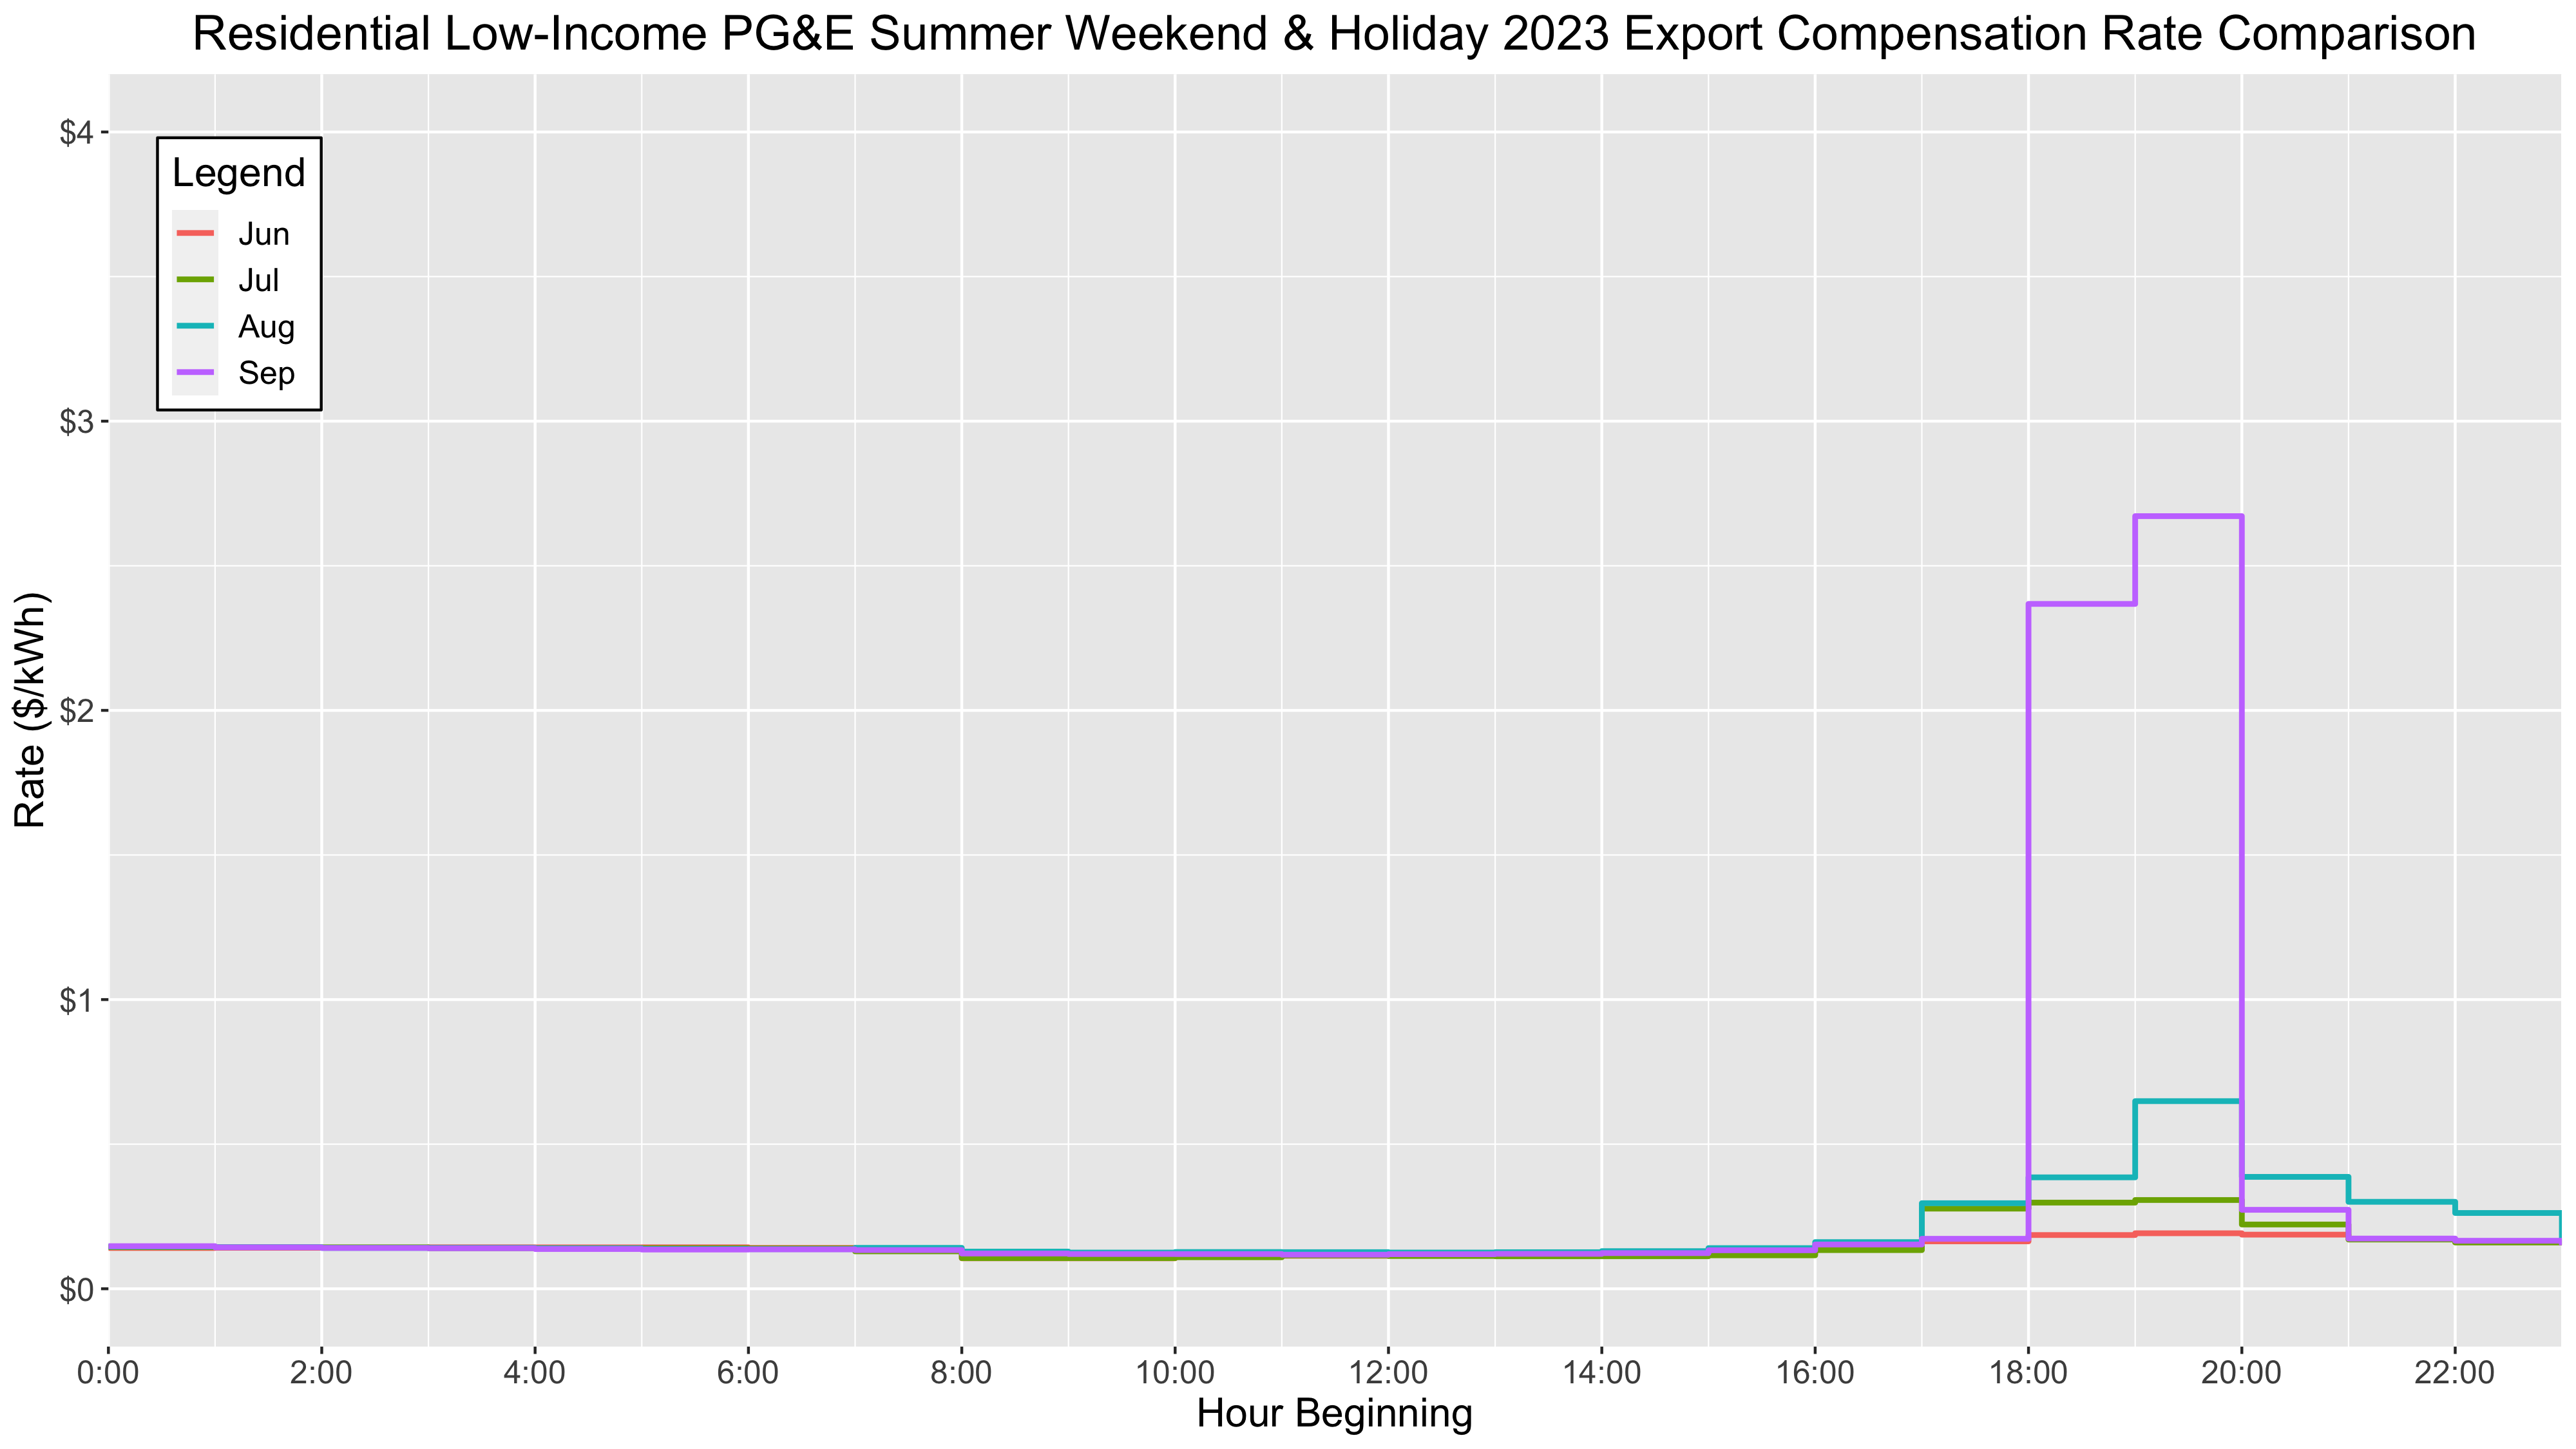 Residential Low-Income PG&E Summer Weekend & Holiday 2023 Export Compensation Rate Comparison
Rate ($/kWh)
$4
$3
$2
$1
$0
Legend
Jun
Jul
Aug
Sep
0:00 2:00 4:00 6:00 8:00 10:00 12:00 14:00 16:00 18:00 20:00 22:00
Hour Beginning